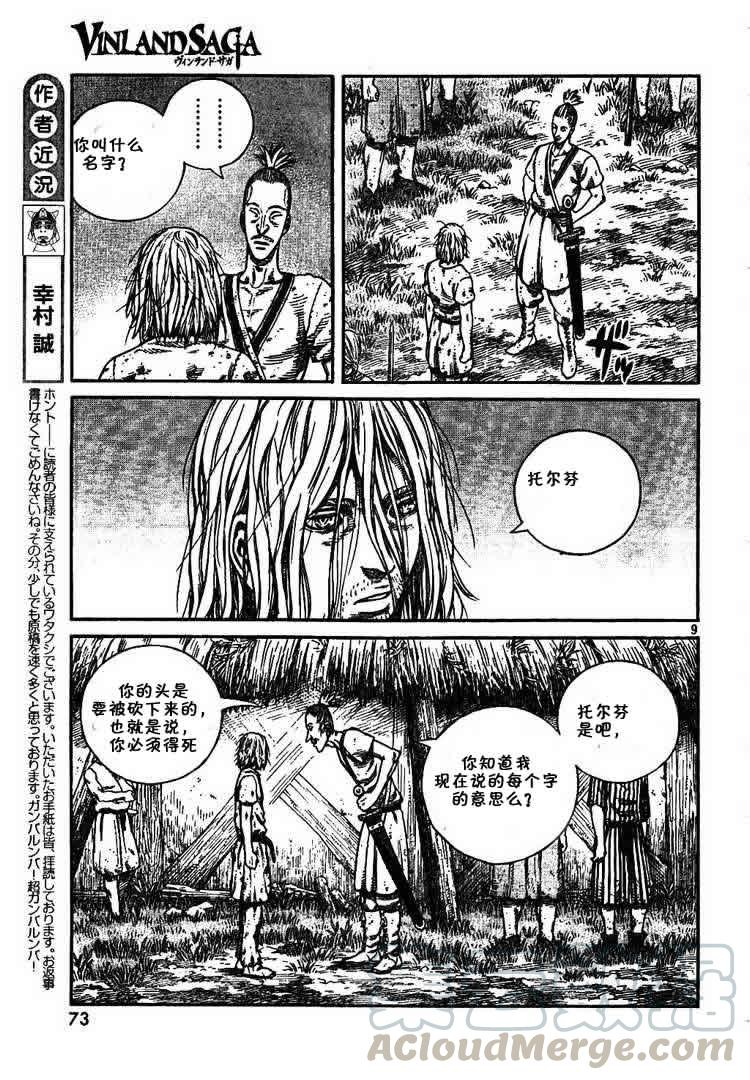 VINLAND SAGA
ヴィンランド・サガ
作者近況
幸村誠
ホント――に読者の皆様に支えられているワタクシでございます。いただいたお手紙は皆、拝読しております。お返事
書けなくてごめんなさいね。その分、少しでも原稿を速く多くと思っております。ガンバルンバ!超ガンバルンバ!
ザッ
………
你叫什么
名字?
托尔芬
9
托尔芬
是吧,
你知道我
现在说的每个字
的意思么?
你的头是
要被砍下来的,
也就是说,
你必须得死
73
AcloudMerge.com